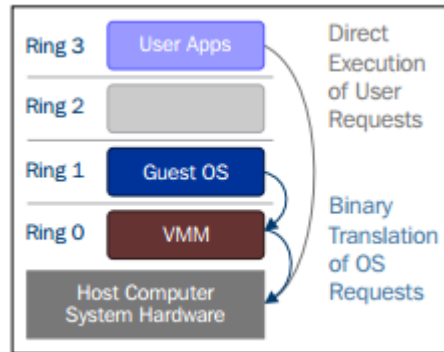 Ring 3
User Apps
Ring 2
Ring 1
Guest OS
Ring 0
VMM
Host Computer
System Hardware
Direct
Execution
of User
Requests
Binary
Translation
of OS
Requests